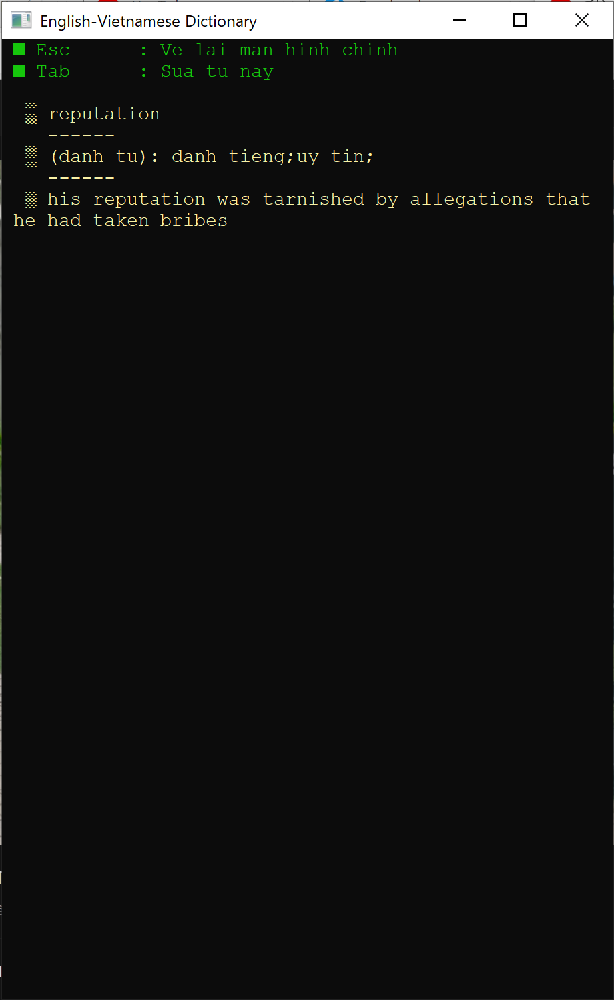 English-Vietnamese Dictionary
■ Esc : Ve lai man hinh chinh
■ Tab : Sua tu nay
░ reputation
------
░ (danh tu): danh tieng;uy tin;
------
░ his reputation was tarnished by allegations that
he had taken bribes